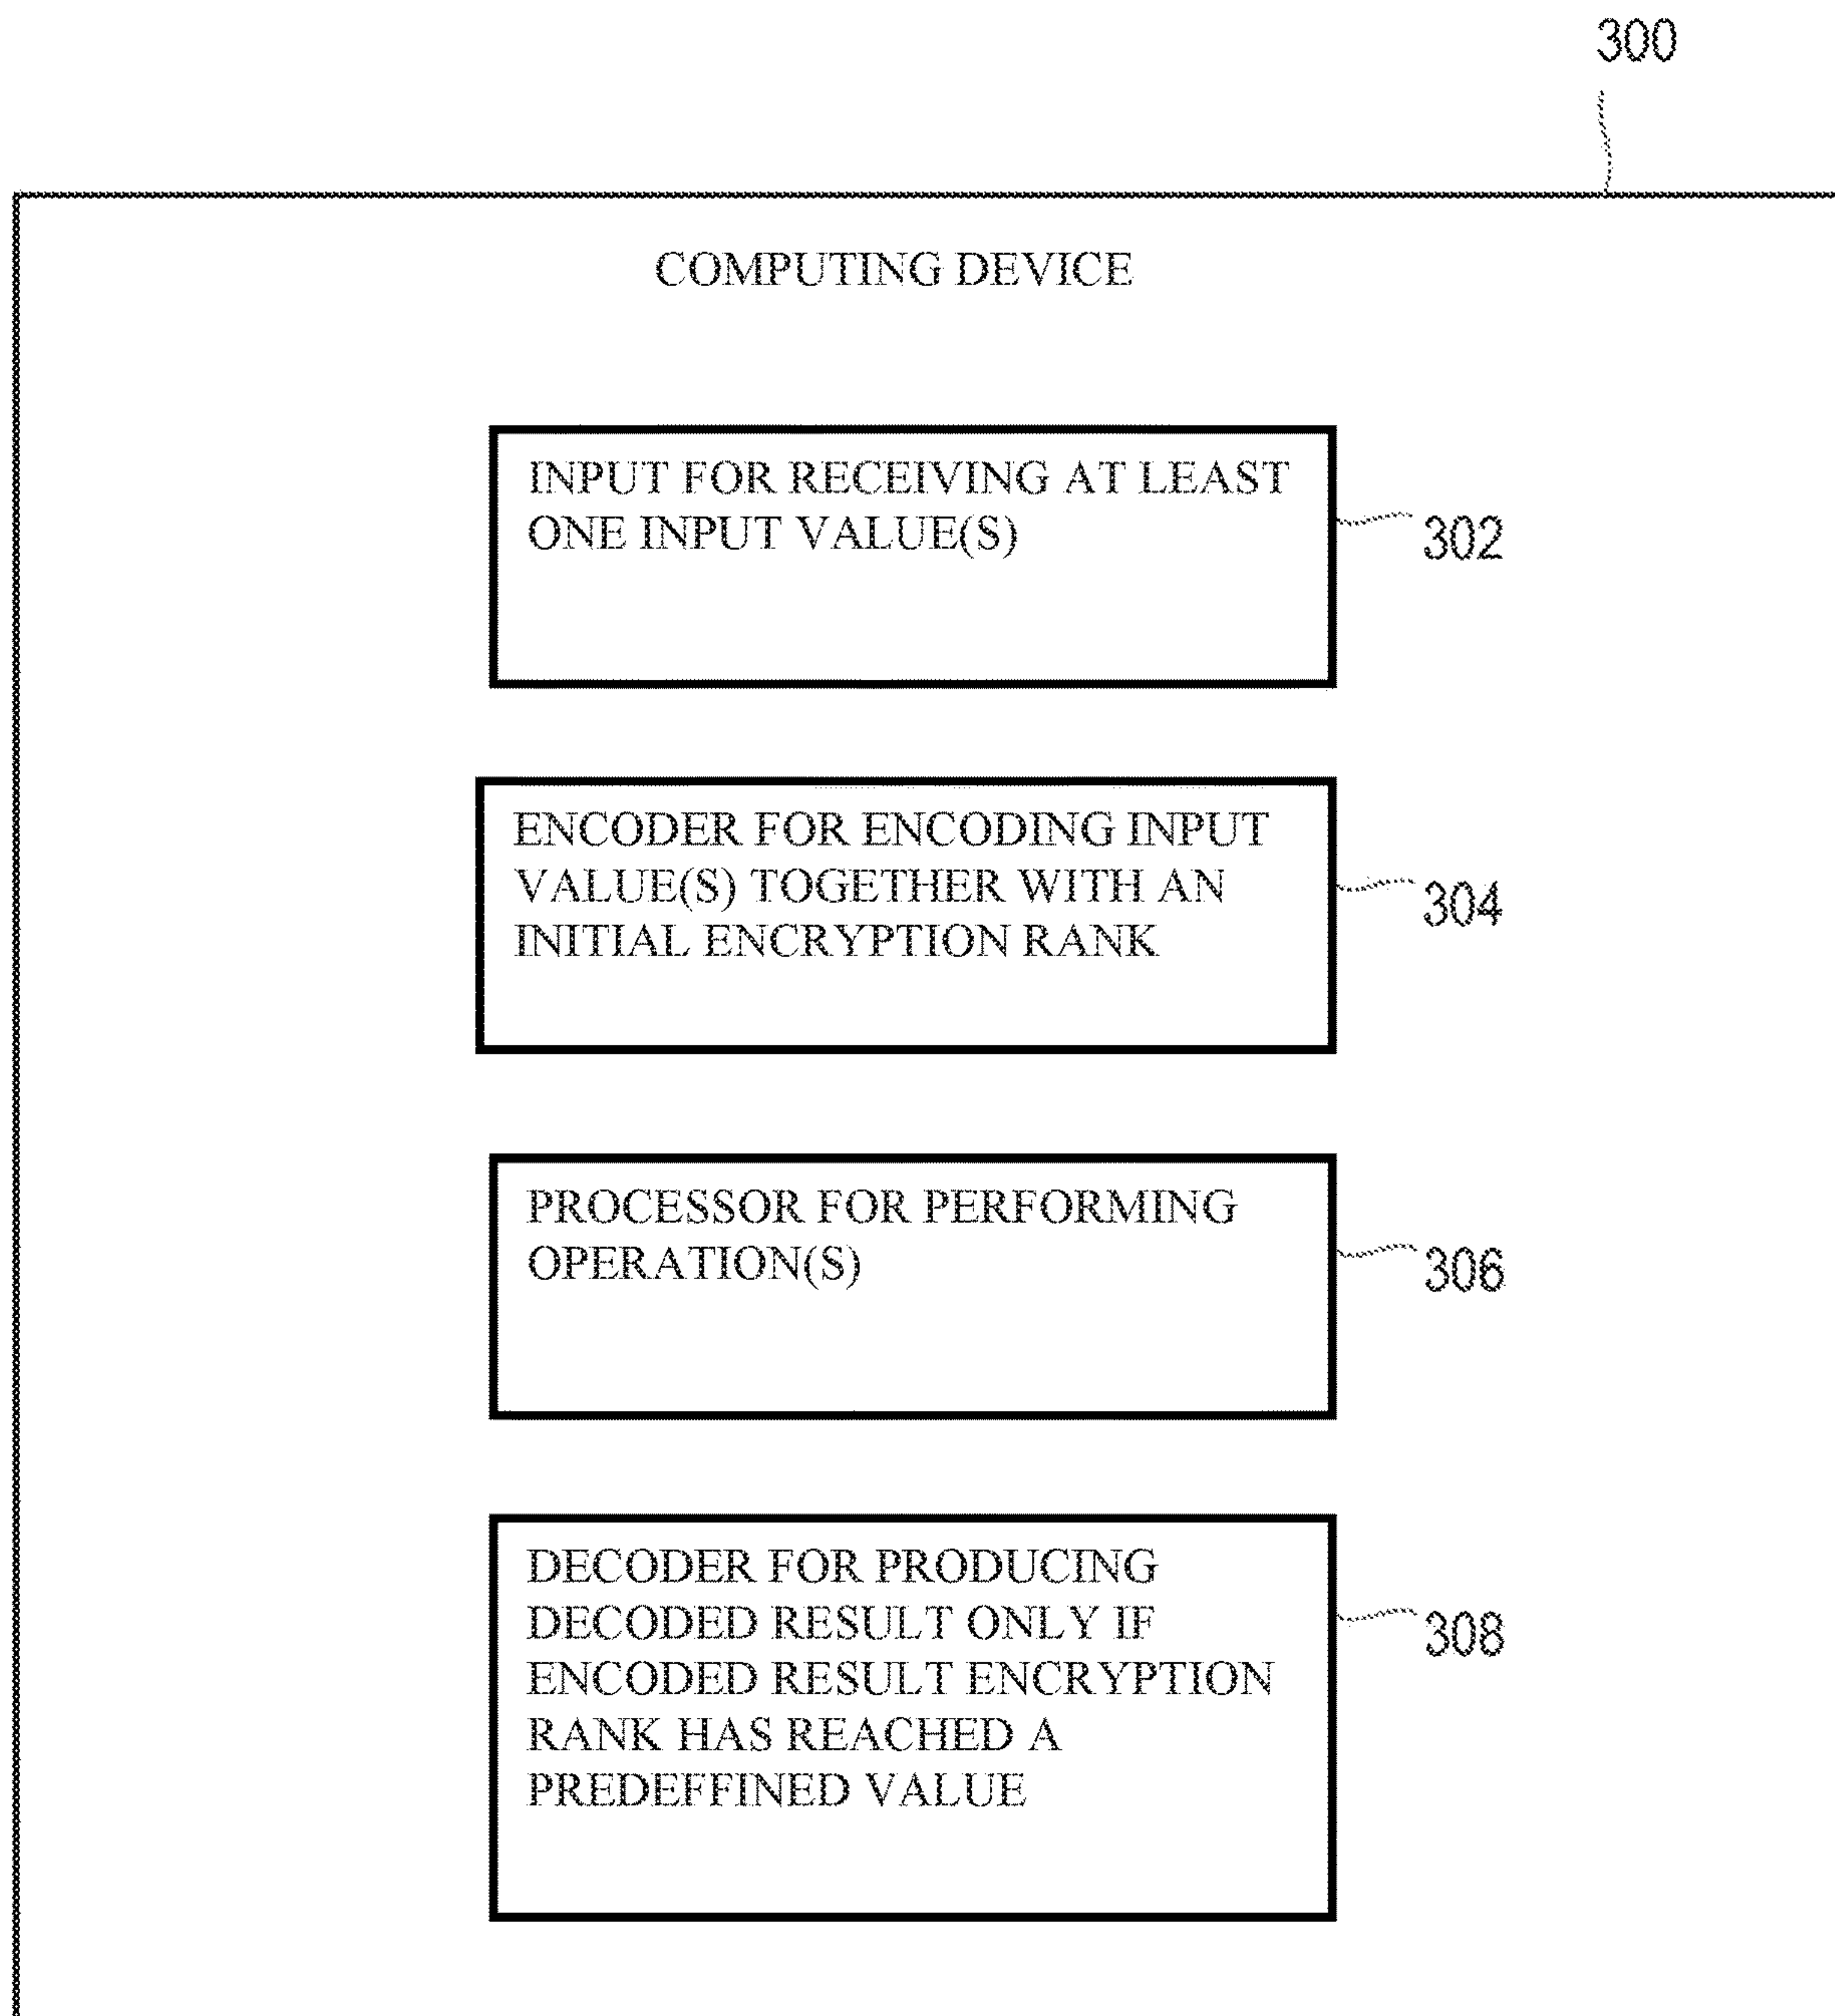 300
COMPUTING DEVICE
INPUT FOR RECEIVING AT LEAST
ONE INPUT VALUE(S)
302
ENCODER FOR ENCODING INPUT
VALUE(S) TOGETHER WITH AN
INITIAL ENCRYPTION RANK
304
PROCESSOR FOR PERFORMING
OPERATION(S)
306
DECODER FOR PRODUCING
DECODED RESULT ONLY IF
ENCODED RESULT ENCRYPTION
RANK HAS REACHED A
PREDEFFINED VALUE
308